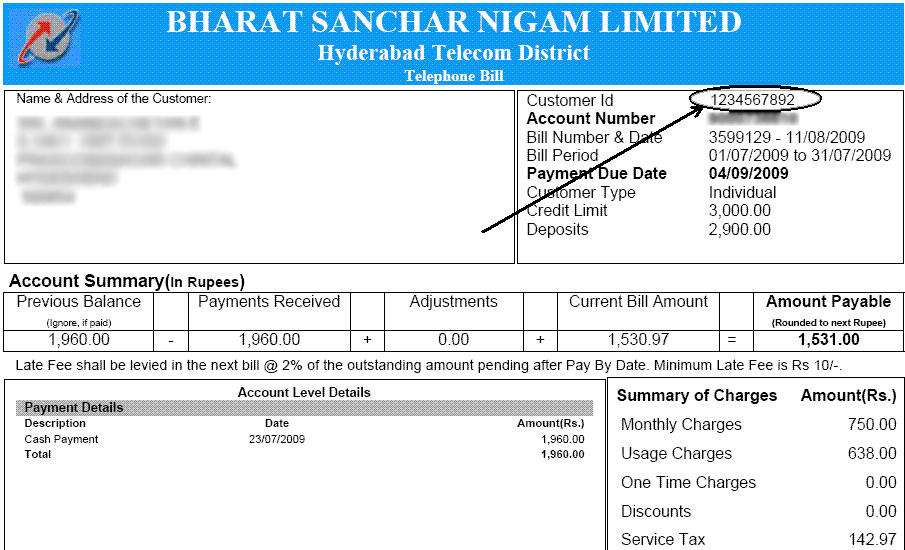 BHARAT SANCHAR NIGAM LIMITED
Hyderabad Telecom District
Telephone Bill
Name & Address of the Customer:
Customer Id 1234567892
Account Number
Bill Number & Date 3599129 - 11/08/2009
Bill Period 01/07/2009 to 31/07/2009
Payment Due Date 04/09/2009
Customer Type Individual
Credit Limit 3,000.00
Deposits 2,900.00
Account Summary(In Rupees)
Previous Balance Payments Received Adjustments Current Bill Amount Amount Payable
(Ignore, if paid) (Rounded to next Rupee)
1,960.00 - 1,960.00 + 0.00 + 1,530.97 = 1,531.00
Late Fee shall be levied in the next bill @ 2% of the outstanding amount pending after Pay By Date. Minimum Late Fee is Rs 10/-.
Account Level Details
Payment Details
Description Date Amount(Rs.)
Cash Payment 23/07/2009 1,960.00
Total 1,960.00
Summary of Charges Amount(Rs.)
Monthly Charges 750.00
Usage Charges 638.00
One Time Charges 0.00
Discounts 0.00
Service Tax 142.97